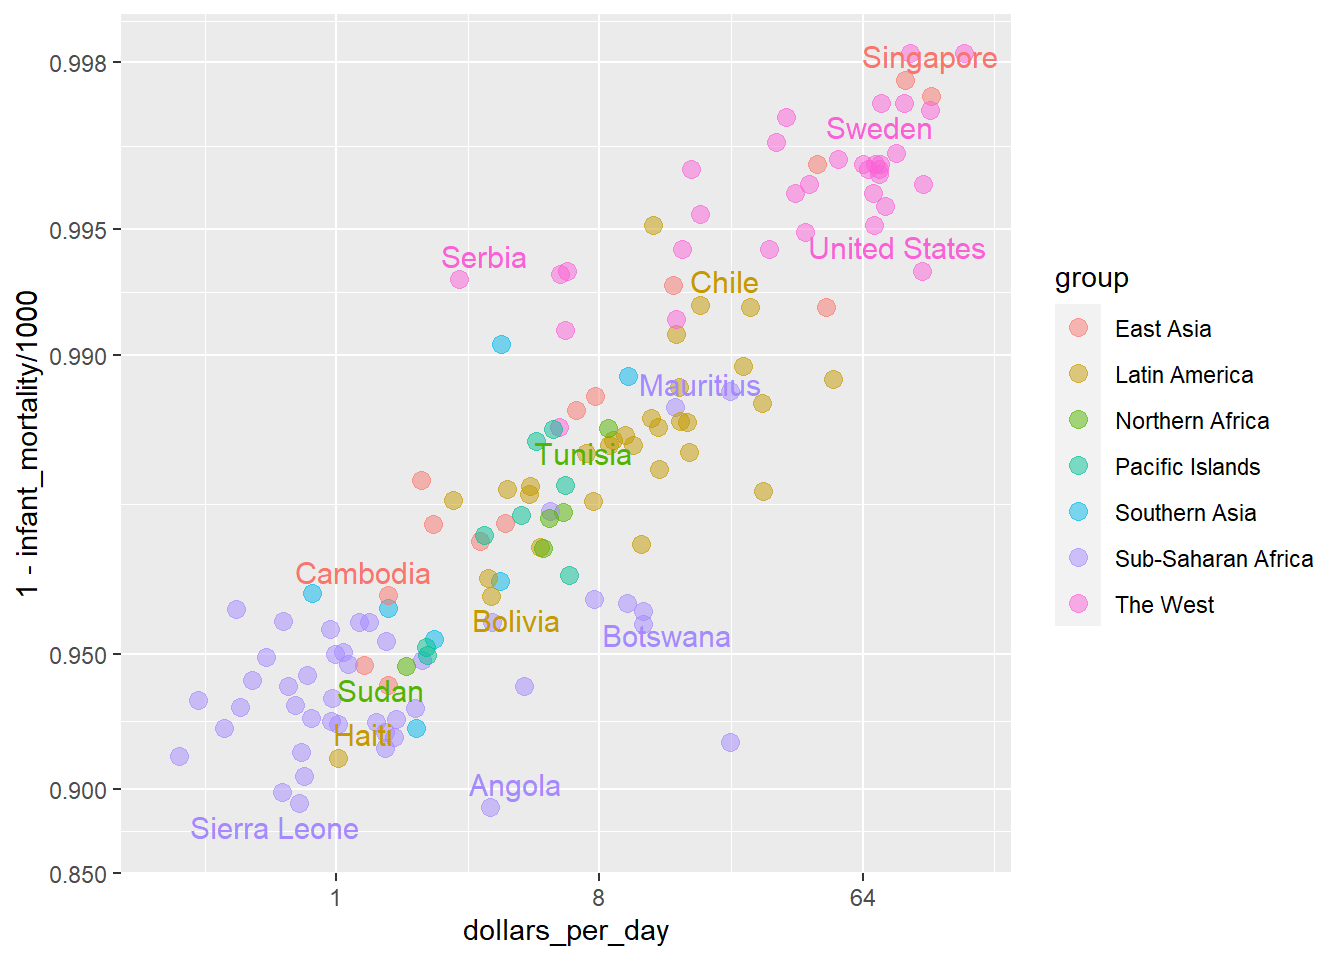 0.998
0.995
0.990
0.950
0.900
0.850
1 - infant_mortality/1000
Singapore
Sweden
United States
Serbia
Chile
Mauritius
Tunisia
Cambodia
Bolivia
Botswana
Sudan
Haiti
Angola
Sierra Leone
1
8
64
dollars_per_day
group
East Asia
Latin America
Northern Africa
Pacific Islands
Southern Asia
Sub-Saharan Africa
The West